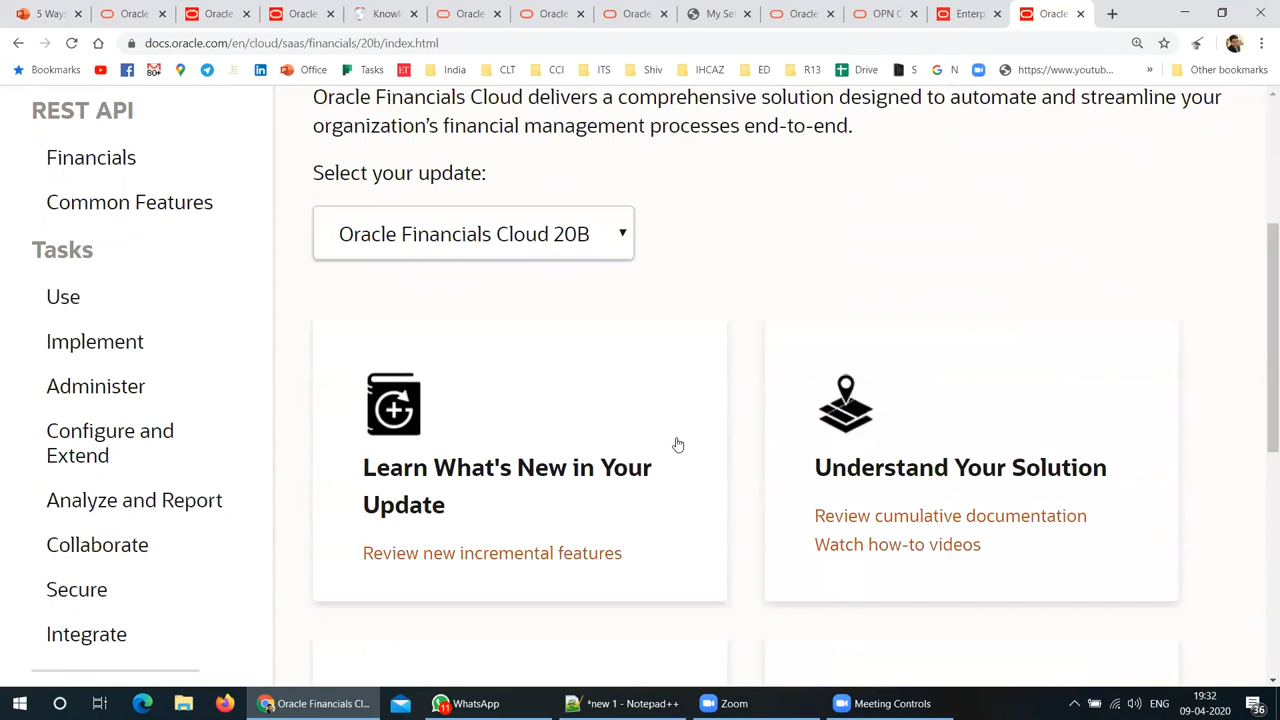 5 Ways
Oracle
Oracle
Oracle
Knowl
Oracle
Oracle
Oracle
My Se
Oracle
Enterp
Oracle
docs.oracle.com/en/cloud/saas/financials/20b/index.html
Bookmarks
Office
Tasks
ET
India
CLT
CCI
ITS
Shiv
IHCAZ
ED
R13
Drive
S
N
https://www.youtub...
»
Other bookmarks
REST API
Financials
Common Features
Tasks
Use
Implement
Administer
Configure and
Extend
Analyze and Report
Collaborate
Secure
Integrate
Oracle Financials Cloud delivers a comprehensive solution designed to automate and streamline your
organization’s financial management processes end-to-end.
Select your update:
Oracle Financials Cloud 20B
Learn What's New in Your
Update
Review new incremental features
Understand Your Solution
Review cumulative documentation
Watch how-to videos
Oracle Financials Cl...
11
WhatsApp
*new 1 - Notepad++
Zoom
Meeting Controls
ENG
19:32
09-04-2020
36